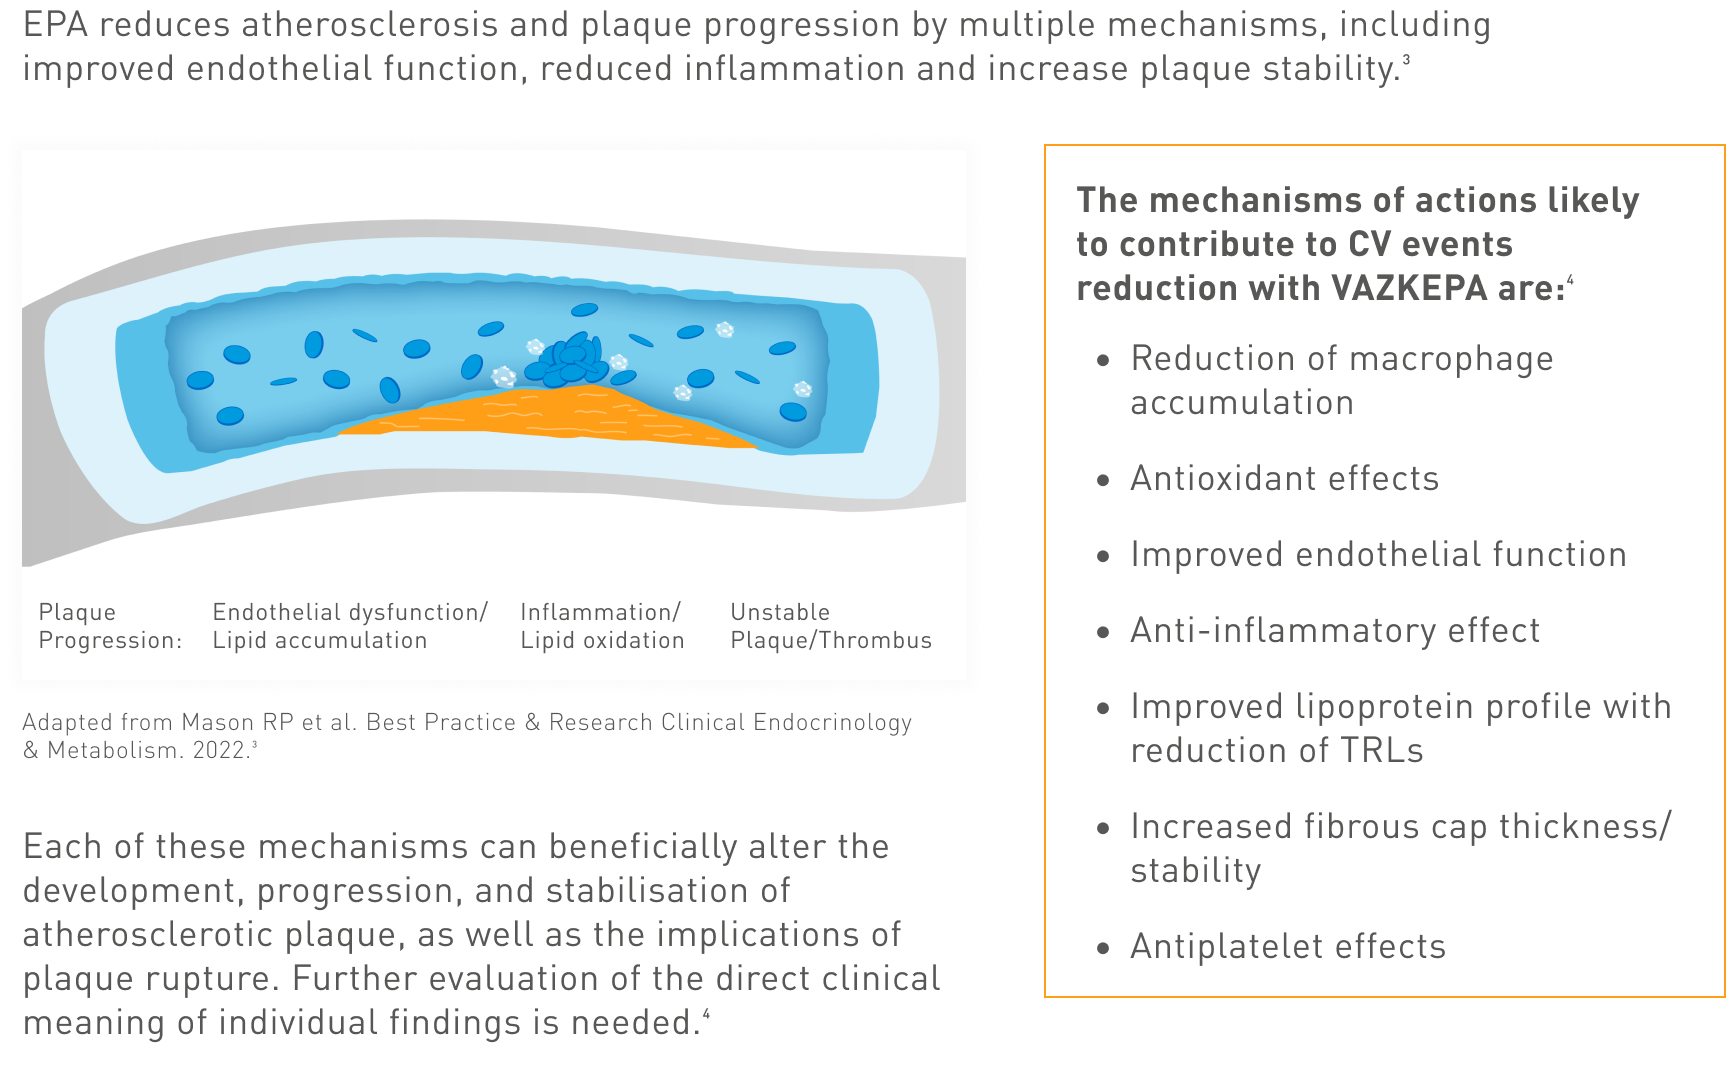 EPA reduces atherosclerosis and plaque progression by multiple mechanisms, including
improved endothelial function, reduced inflammation and increase plaque stability.³
Plaque
Progression:
Endothelial dysfunction/
Lipid accumulation
Inflammation/
Lipid oxidation
Unstable
Plaque/Thrombus
Adapted from Mason RP et al. Best Practice & Research Clinical Endocrinology
& Metabolism. 2022.³
Each of these mechanisms can beneficially alter the
development, progression, and stabilisation of
atherosclerotic plaque, as well as the implications of
plaque rupture. Further evaluation of the direct clinical
meaning of individual findings is needed.⁴
The mechanisms of actions likely
to contribute to CV events
reduction with VAZKEPA are:⁴
• Reduction of macrophage
accumulation
• Antioxidant effects
• Improved endothelial function
• Anti-inflammatory effect
• Improved lipoprotein profile with
reduction of TRLs
• Increased fibrous cap thickness/
stability
• Antiplatelet effects